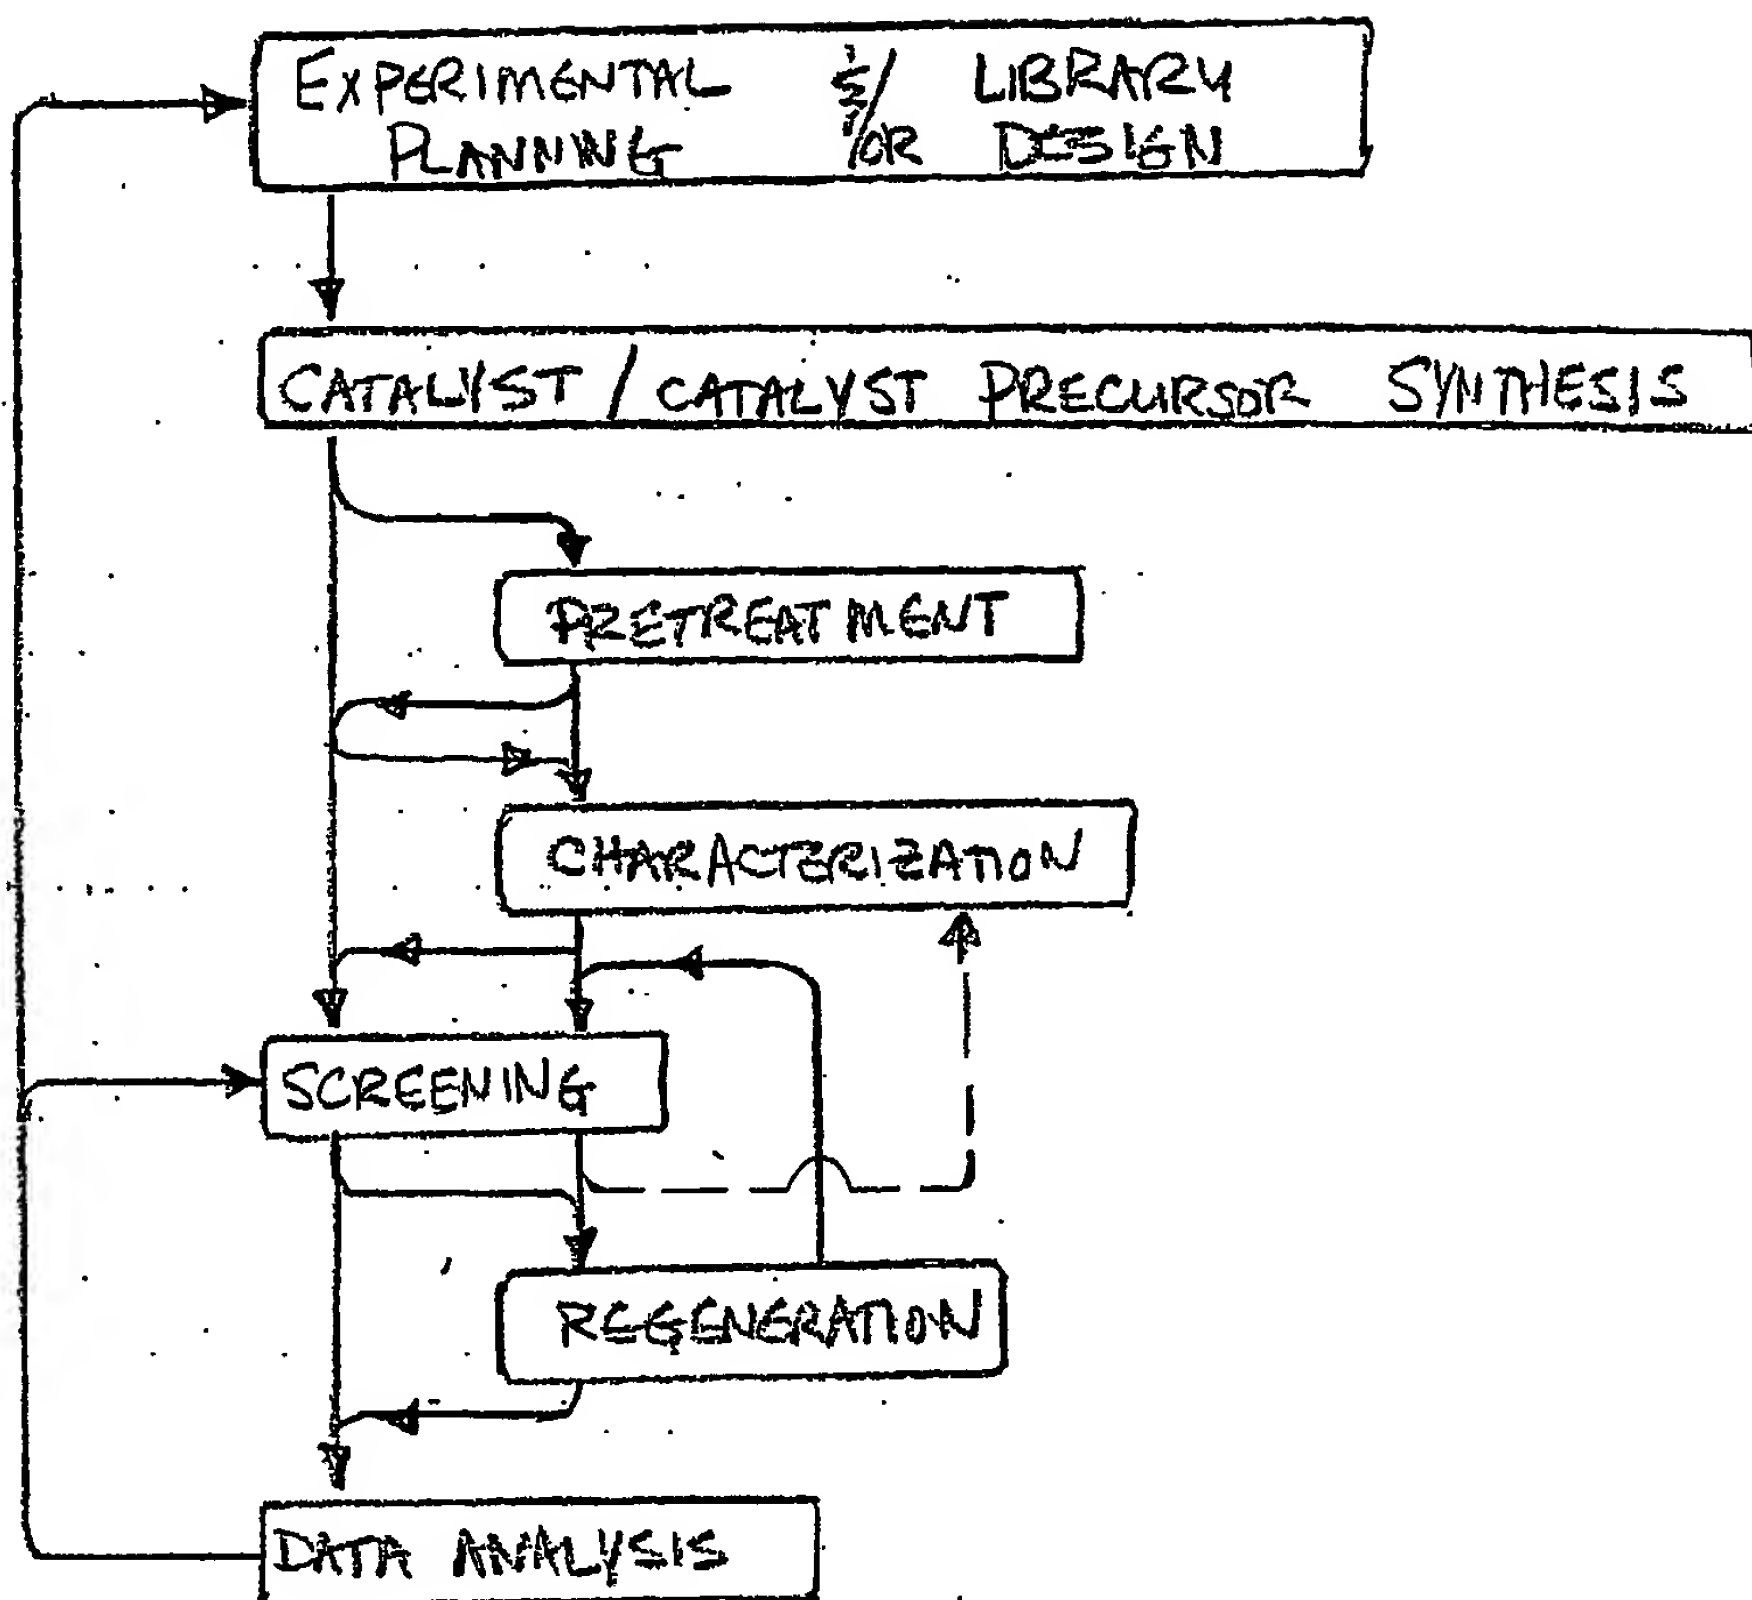 EXPERIMENTAL &/OR LIBRARY
PLANNING DESIGN
CATALYST / CATALYST PRECURSOR SYNTHESIS
PRETREATMENT
CHARACTERIZATION
SCREENING
REGENERATION
DATA ANALYSIS